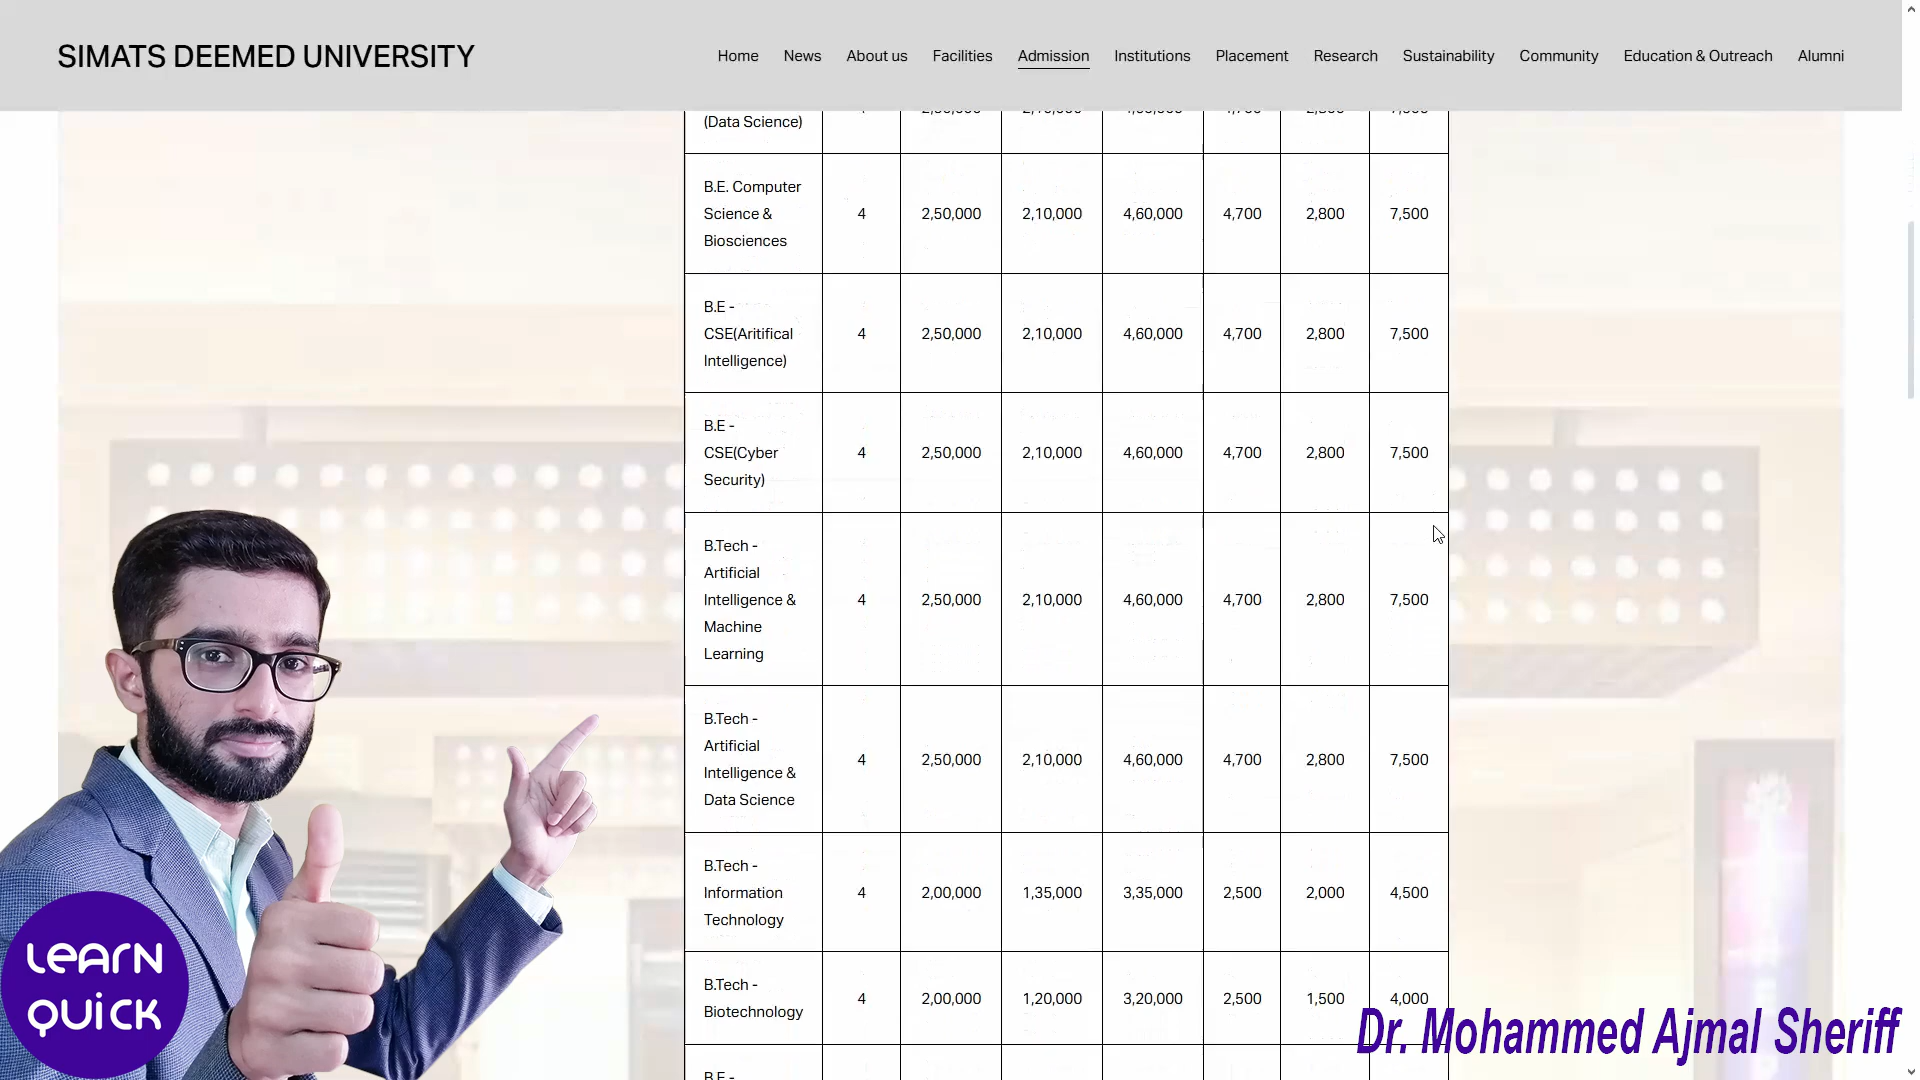 SIMATS DEEMED UNIVERSITY
Home News About us Facilities Admission Institutions Placement Research Sustainability Community Education & Outreach Alumni
(Data Science)
B.E. Computer
Science &
Biosciences
4 2,50,000 2,10,000 4,60,000 4,700 2,800 7,500
B.E -
CSE(Aritifical
Intelligence)
4 2,50,000 2,10,000 4,60,000 4,700 2,800 7,500
B.E -
CSE(Cyber
Security)
4 2,50,000 2,10,000 4,60,000 4,700 2,800 7,500
B.Tech -
Artificial
Intelligence &
Machine
Learning
4 2,50,000 2,10,000 4,60,000 4,700 2,800 7,500
B.Tech -
Artificial
Intelligence &
Data Science
4 2,50,000 2,10,000 4,60,000 4,700 2,800 7,500
B.Tech -
Information
Technology
4 2,00,000 1,35,000 3,35,000 2,500 2,000 4,500
B.Tech -
Biotechnology
4 2,00,000 1,20,000 3,20,000 2,500 1,500 4,000
B.E -
LEARN
QUICK
Dr. Mohammed Ajmal Sheriff